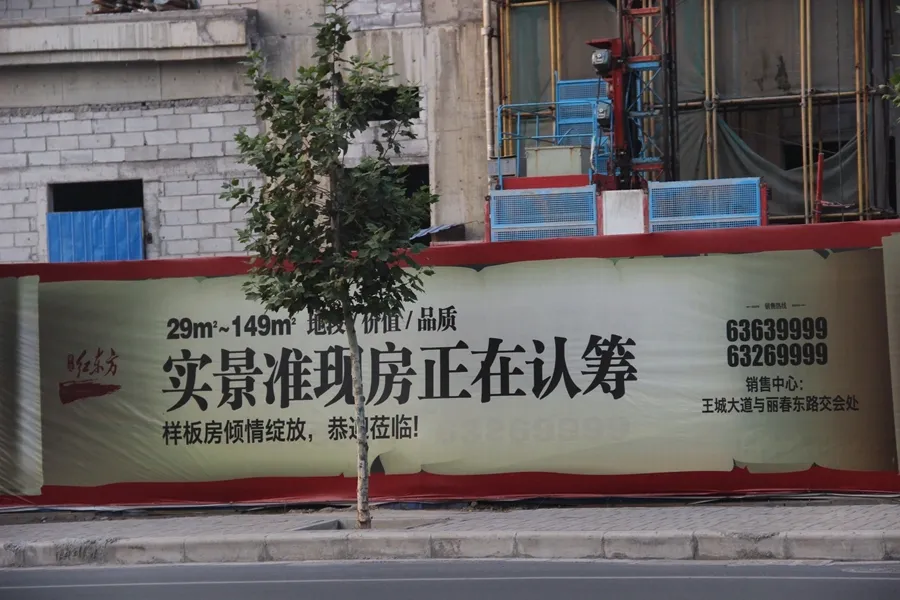 29m²~149m² 地段/价值/品质
实景准现房正在认筹
样板房倾情绽放，恭迎莅临!
红东方
销售热线
63639999
63269999
销售中心：
王城大道与丽春东路交会处